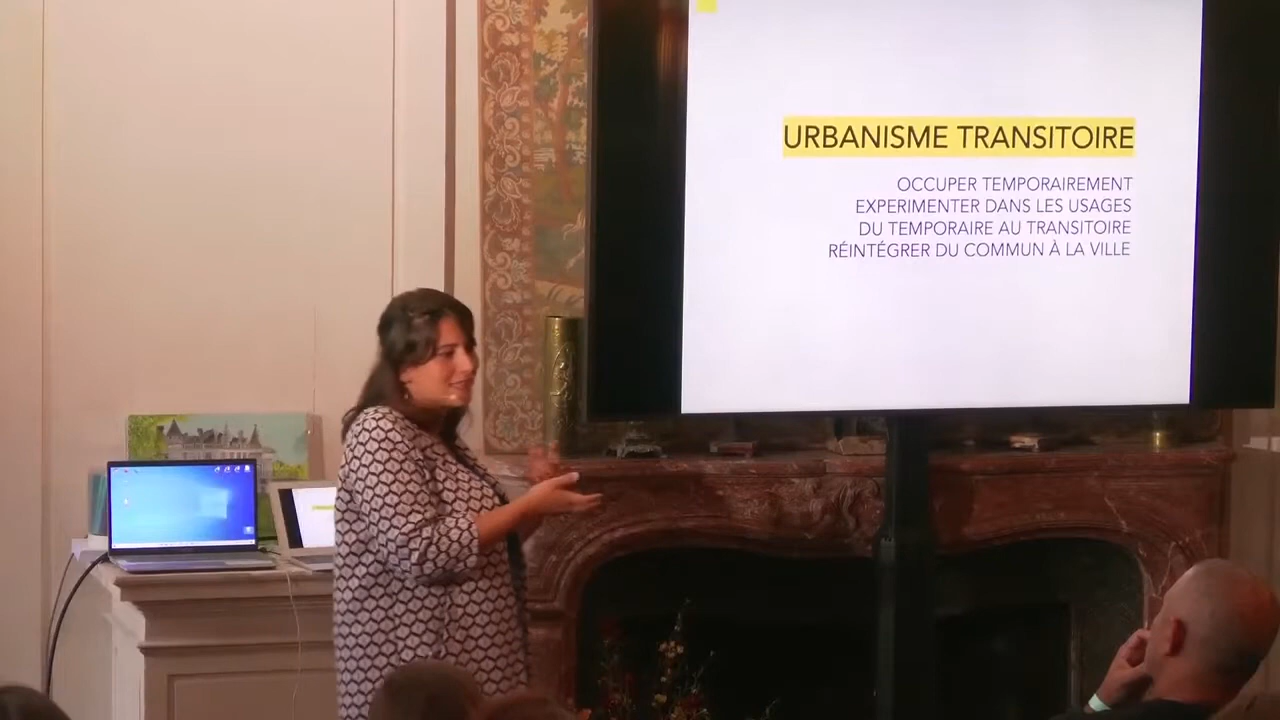 URBANISME TRANSITOIRE
OCCUPER TEMPORAIREMENT
EXPERIMENTER DANS LES USAGES
DU TEMPORAIRE AU TRANSITOIRE
RÉINTÉGRER DU COMMUN À LA VILLE